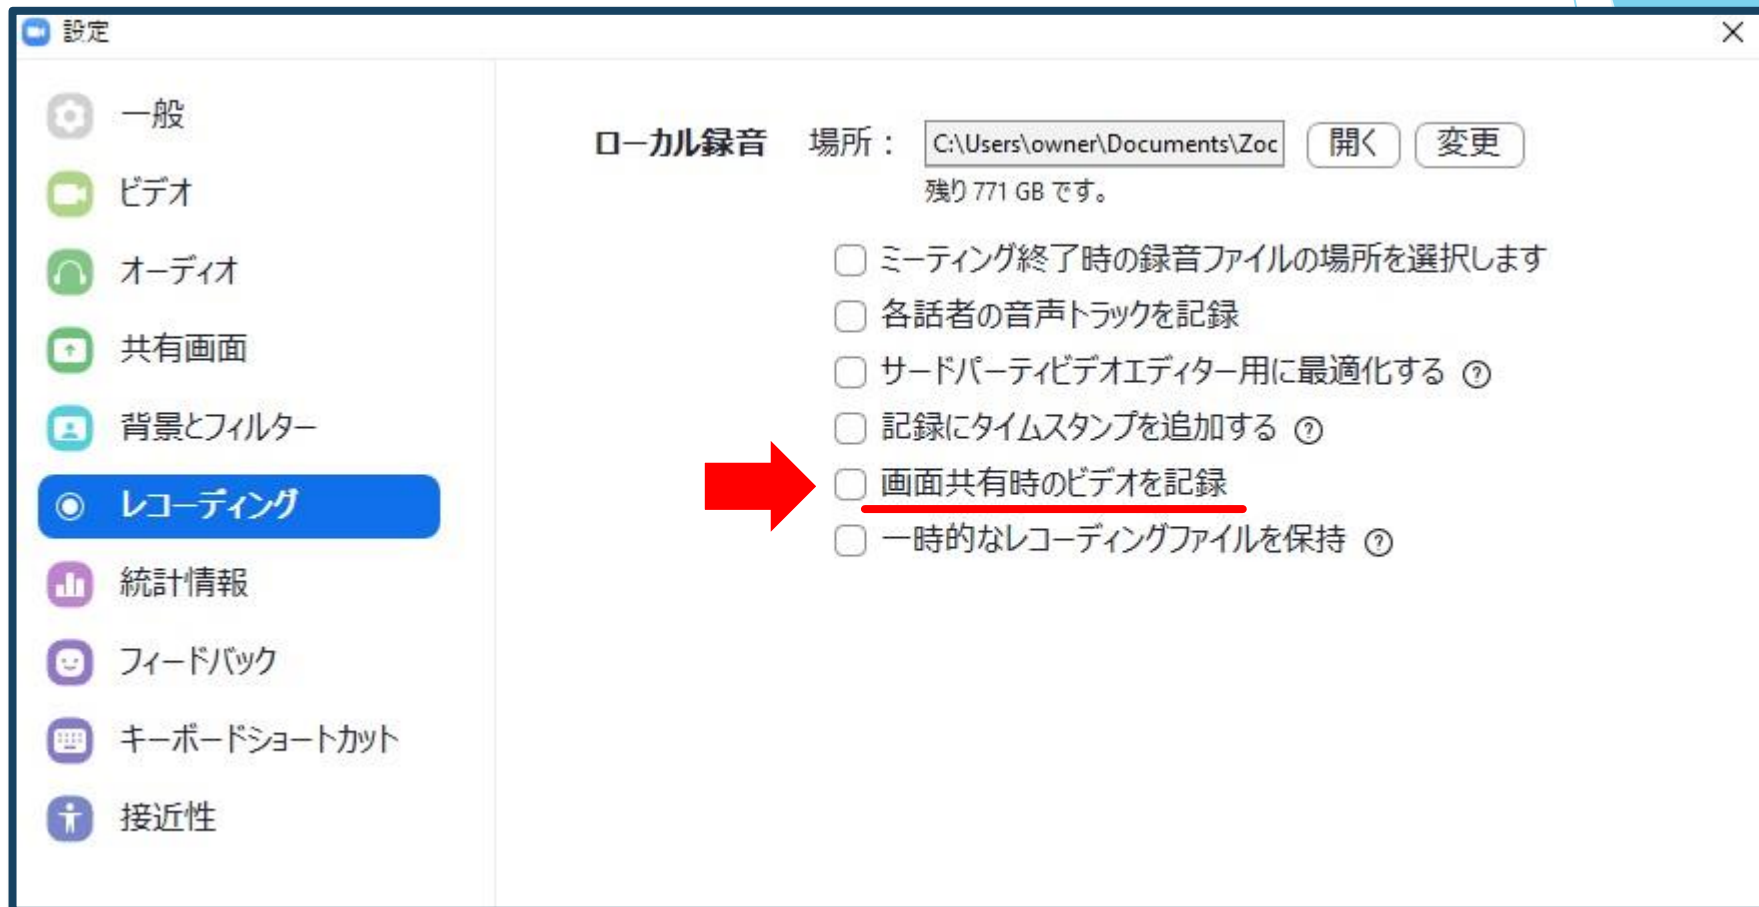 設定
一般
ビデオ
オーディオ
共有画面
背景とフィルター
レコーディング
統計情報
フィードバック
キーボードショートカット
接近性
ローカル録音 場所： C:\Users\owner\Documents\Zoc 開く 変更
残り 771 GB です。
ミーティング終了時の録音ファイルの場所を選択します
各話者の音声トラックを記録
サードパーティビデオエディター用に最適化する ?
記録にタイムスタンプを追加する ?
画面共有時のビデオを記録
一時的なレコーディングファイルを保持 ?